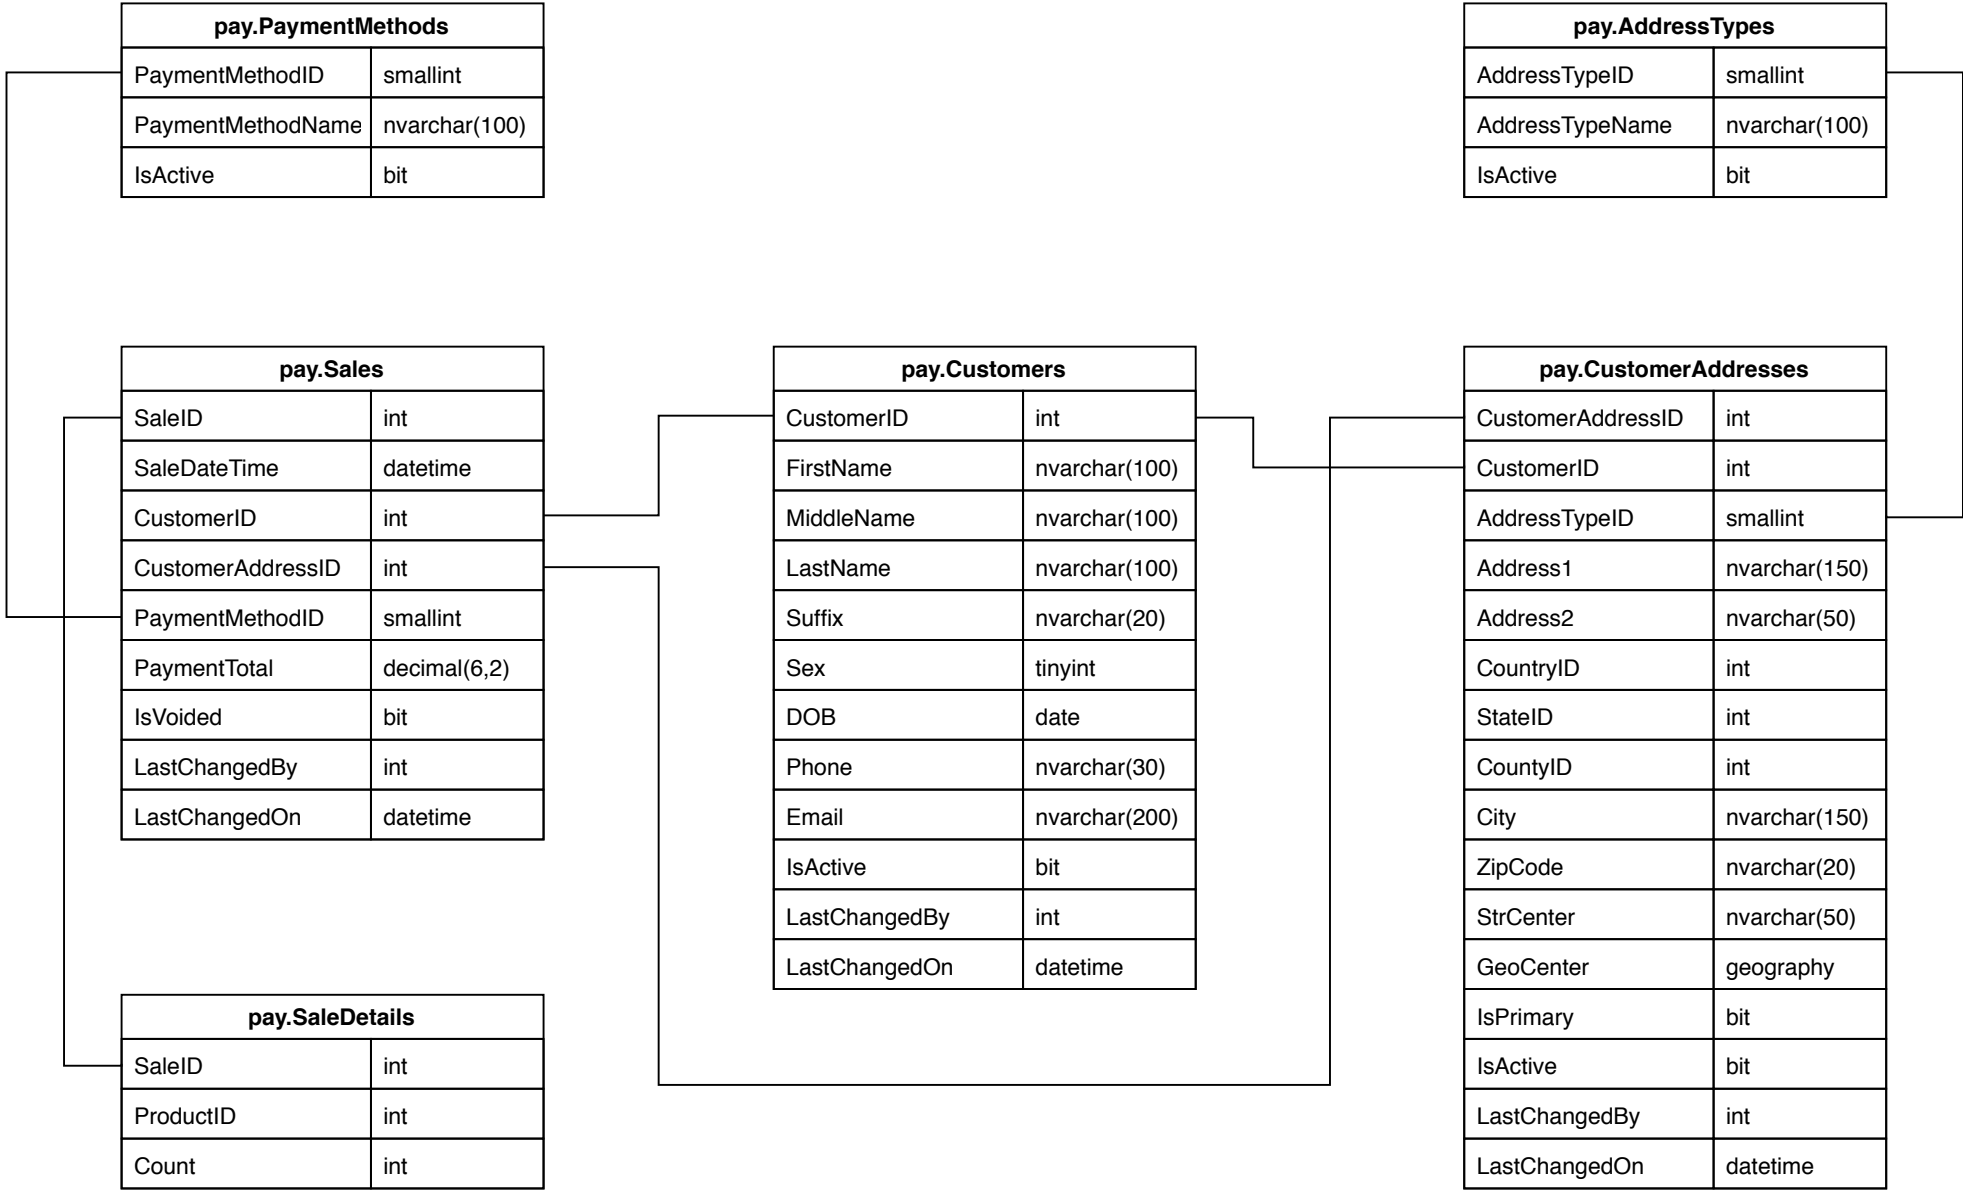 pay.PaymentMethods
PaymentMethodID smallint
PaymentMethodName nvarchar(100)
IsActive bit
pay.AddressTypes
AddressTypeID smallint
AddressTypeName nvarchar(100)
IsActive bit
pay.Sales
SaleID int
SaleDateTime datetime
CustomerID int
CustomerAddressID int
PaymentMethodID smallint
PaymentTotal decimal(6,2)
IsVoided bit
LastChangedBy int
LastChangedOn datetime
pay.Customers
CustomerID int
FirstName nvarchar(100)
MiddleName nvarchar(100)
LastName nvarchar(100)
Suffix nvarchar(20)
Sex tinyint
DOB date
Phone nvarchar(30)
Email nvarchar(200)
IsActive bit
LastChangedBy int
LastChangedOn datetime
pay.CustomerAddresses
CustomerAddressID int
CustomerID int
AddressTypeID smallint
Address1 nvarchar(150)
Address2 nvarchar(50)
CountryID int
StateID int
CountyID int
City nvarchar(150)
ZipCode nvarchar(20)
StrCenter nvarchar(50)
GeoCenter geography
IsPrimary bit
IsActive bit
LastChangedBy int
LastChangedOn datetime
pay.SaleDetails
SaleID int
ProductID int
Count int